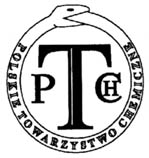 POLSKIE TOWARZYSTWO CHEMICZNE
P T CH